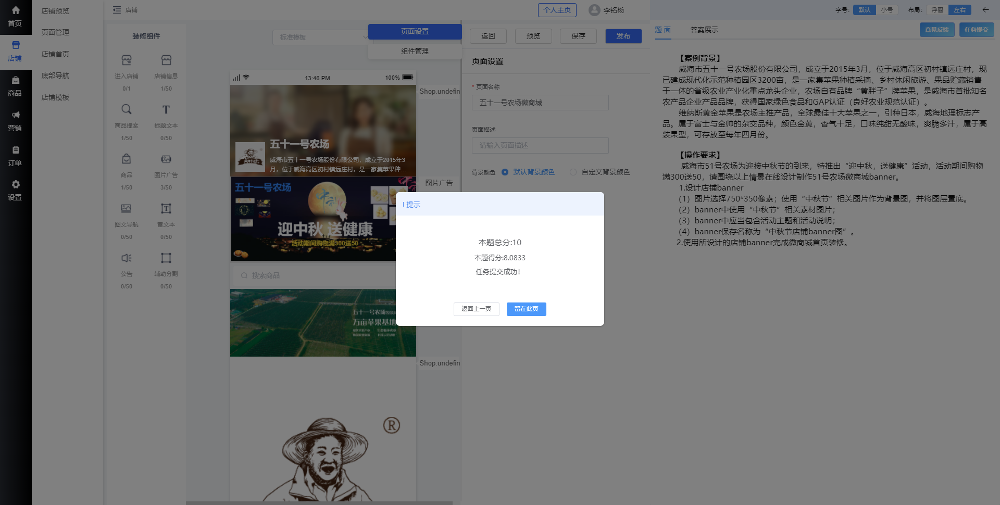 首页
店铺
商品
营销
订单
设置
店铺预览
页面管理
店铺首页
底部导航
店铺模板
店铺
个人主页
李铭杨
字号:
默认
小号
布局:
浮窗
左右
装修组件
进入店铺
0/1
店铺信息
1/50
商品搜索
1/50
标题文本
0/50
商品
1/50
图片广告
3/50
图文导航
0/50
富文本
0/50
公告
0/50
辅助分割
0/50
标准模板
页面设置
组件管理
13:46 PM
100%
五十一号农场
威海市五十一号农场股份有限公司，成立于2015年3
月，位于威海高区初村镇远庄村，是一家集苹果种...
Shop.undefin
图片广告
五十一号农场
中秋
迎中秋 送健康
活动期间购物满300送50
搜索商品
五十一号农场
万亩苹果基地
Shop.undefin
®
返回
预览
保存
发布
页面设置
* 页面名称
五十一号农场微商城
页面描述
请输入页面描述
背景颜色
默认背景颜色
自定义背景颜色
提示
本题总分:10
本题得分:8.0833
任务提交成功！
返回上一页
留在此页
题 面
答案展示
意见反馈
任务提交
【案例背景】
威海市五十一号农场股份有限公司，成立于2015年3月，位于威海高区初村镇远庄村，现
已建成现代化示范种植园区3200亩，是一家集苹果种植采摘、乡村休闲旅游、果品贮藏销售
于一体的省级农业产业化重点龙头企业，农场自有品牌“黄胖子”牌苹果，是威海市首批知名
农产品企业产品品牌，获得国家绿色食品和GAP认证（良好农业规范认证）。
维纳斯黄金苹果是农场主推产品，全球最佳十大苹果之一，引种日本，威海地理标志产
品。属于富士与金帅的杂交品种，颜色金黄，香气十足，口味纯甜无酸味，爽脆多汁，属于高
装果型，可存放至每年四月份。
【操作要求】
威海市51号农场为迎接中秋节的到来，特推出“迎中秋，送健康”活动，活动期间购物
满300送50，请围绕以上情景在线设计制作51号农场微商城banner。
1.设计店铺banner
（1）图片选择750*350像素；使用“中秋节”相关图片作为背景图，并将图层置底。
（2）banner中使用“中秋节”相关素材图片；
（3）banner中应当包含活动主题和活动说明；
（4）banner保存名称为“中秋节店铺banner图”。
2.使用所设计的店铺banner完成微商城首页装修。